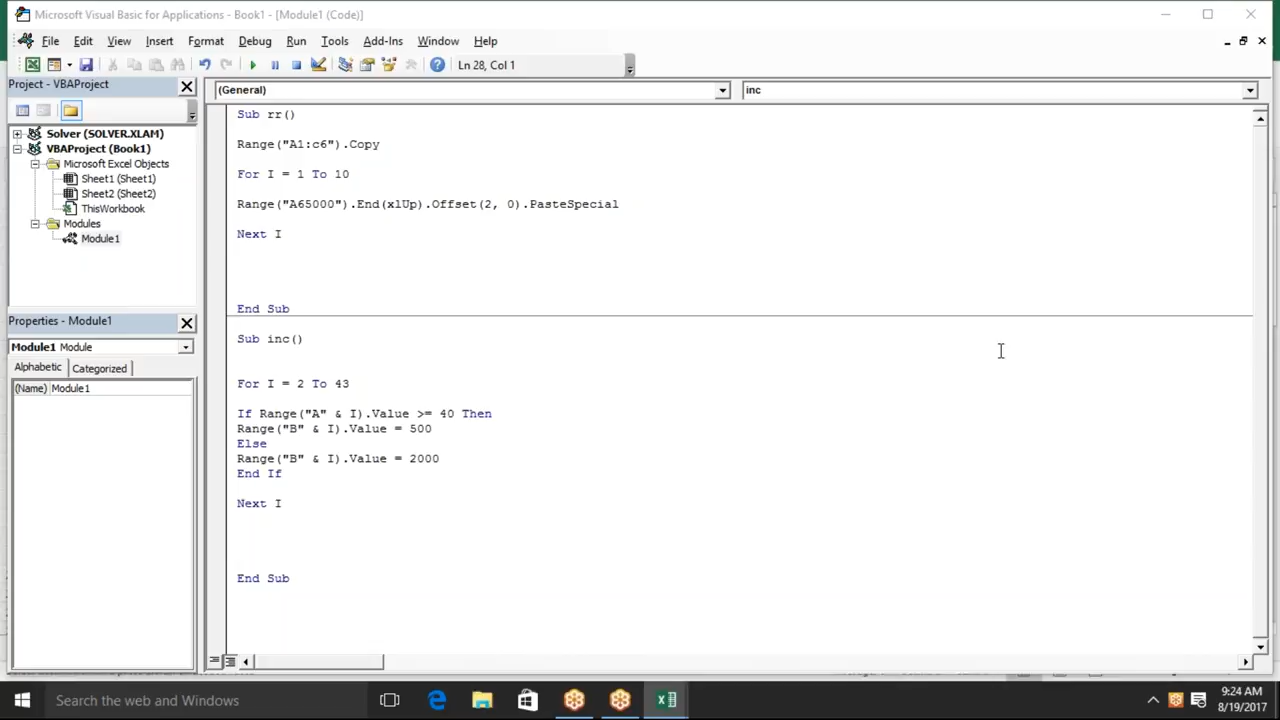 Microsoft Visual Basic for Applications - Book1 - [Module1 (Code)]
File Edit View Insert Format Debug Run Tools Add-Ins Window Help
Ln 28, Col 1
Project - VBAProject
(General)
inc
Solver (SOLVER.XLAM)
VBAProject (Book1)
Microsoft Excel Objects
Sheet1 (Sheet1)
Sheet2 (Sheet2)
ThisWorkbook
Modules
Module1
Properties - Module1
Module1 Module
Alphabetic Categorized
(Name) Module1
Sub rr()
Range("A1:c6").Copy
For I = 1 To 10
Range("A65000").End(xlUp).Offset(2, 0).PasteSpecial
Next I
End Sub
Sub inc()
For I = 2 To 43
If Range("A" & I).Value >= 40 Then
Range("B" & I).Value = 500
Else
Range("B" & I).Value = 2000
End If
Next I
End Sub
Search the web and Windows
9:24 AM
8/19/2017